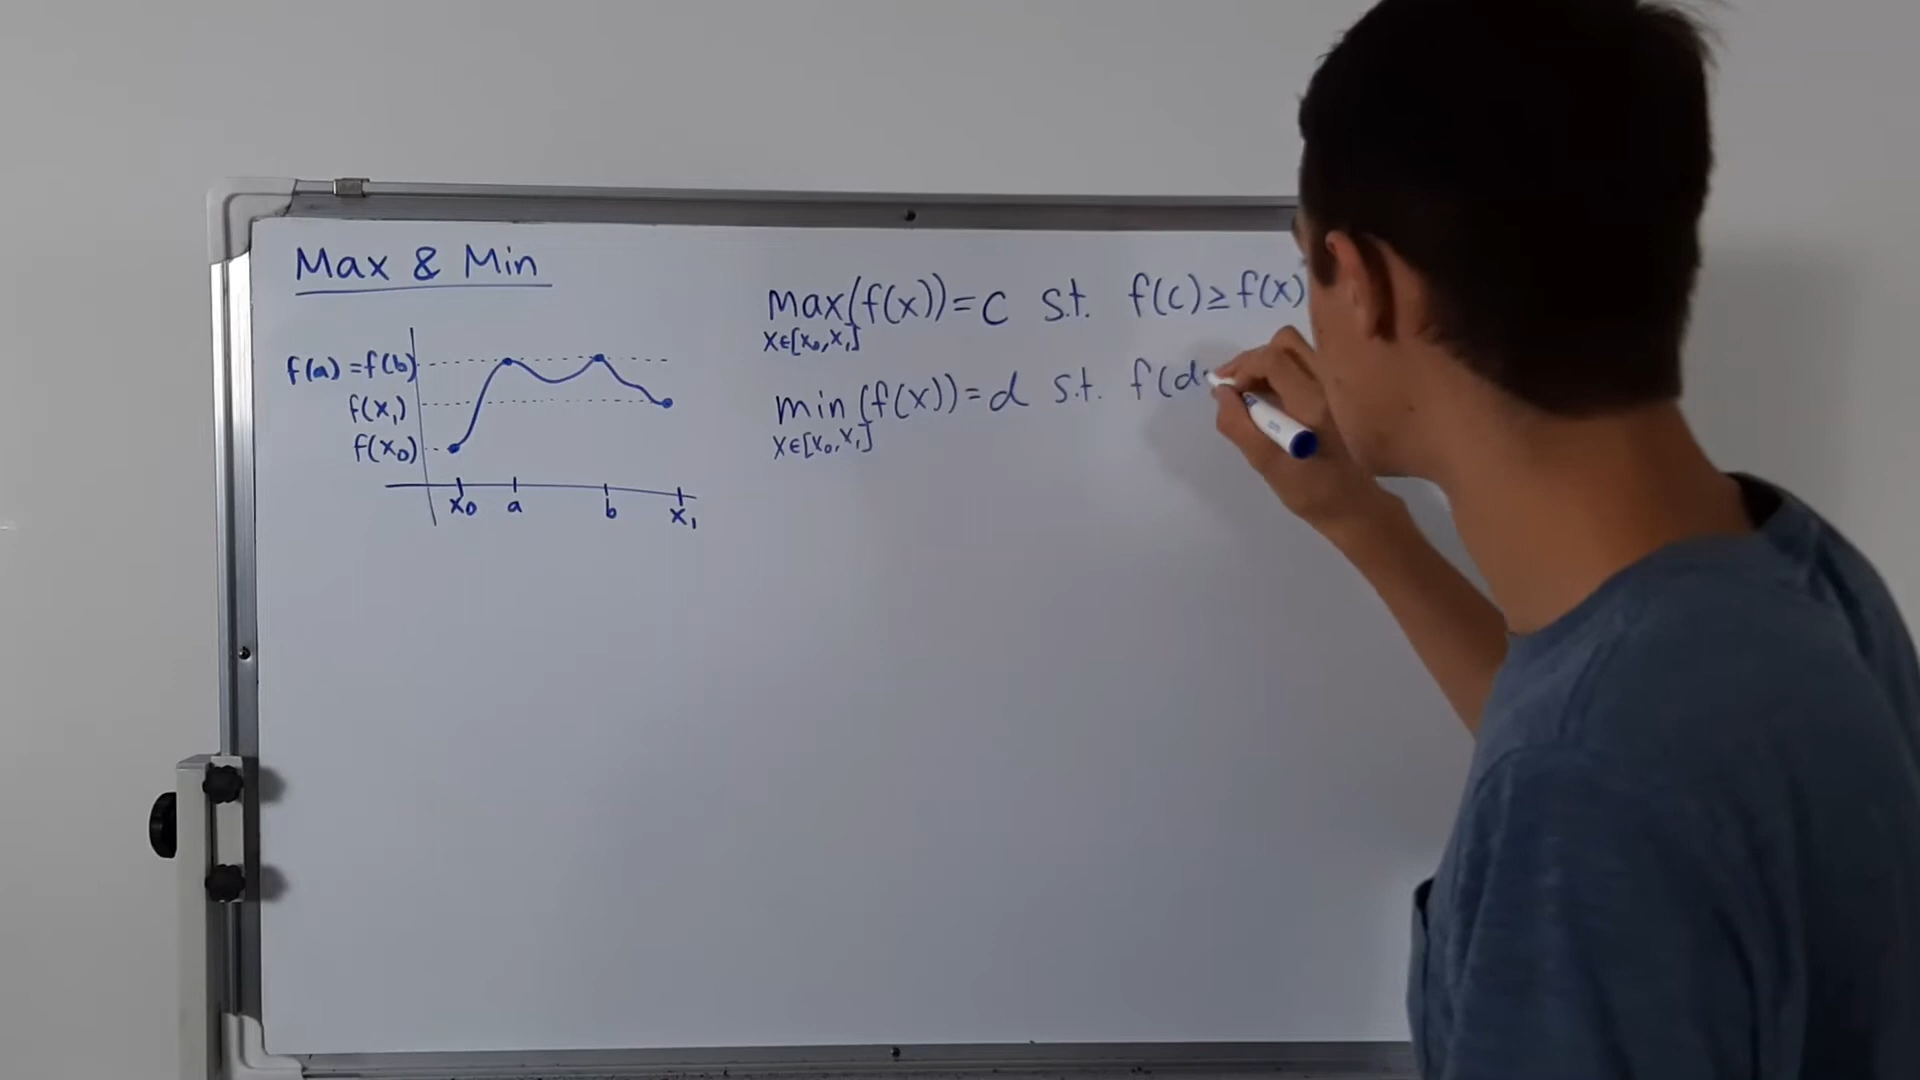 Max & Min
f(a) = f(b)
f(x₁)
f(x₀)
x₀ a b x₁
max(f(x)) = c s.t. f(c) ≥ f(x)
x∈[x₀,x₁]
min(f(x)) = d s.t. f(d
x∈[x₀,x₁]